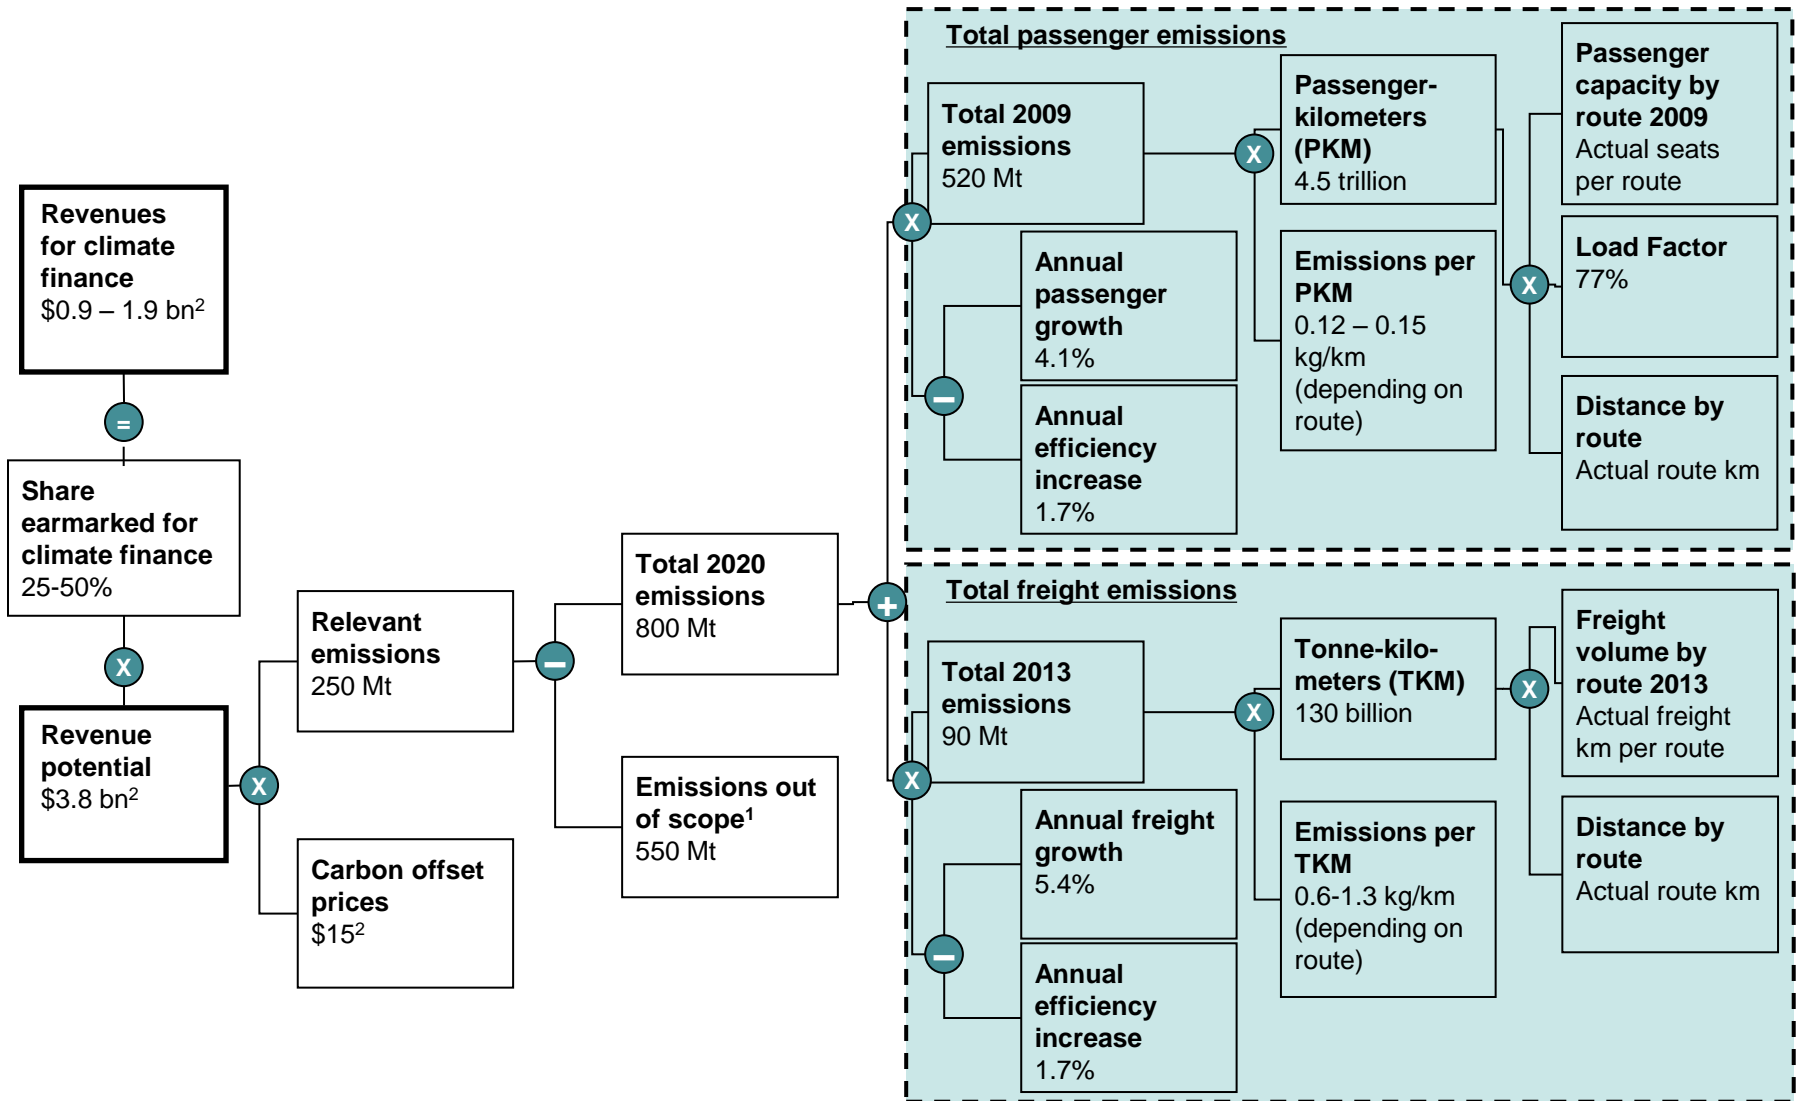 Revenues
for climate
finance
$0.9 – 1.9 bn²
=
Share
earmarked for
climate finance
25-50%
X
Revenue
potential
$3.8 bn²
X
Relevant
emissions
250 Mt
Carbon offset
prices
$15²
–
Total 2020
emissions
800 Mt
Emissions out
of scope¹
550 Mt
+
Total passenger emissions
X
Total 2009
emissions
520 Mt
–
Annual
passenger
growth
4.1%
Annual
efficiency
increase
1.7%
X
Passenger-
kilometers
(PKM)
4.5 trillion
Emissions per
PKM
0.12 – 0.15
kg/km
(depending on
route)
X
Passenger
capacity by
route 2009
Actual seats
per route
Load Factor
77%
Distance by
route
Actual route km
Total freight emissions
X
Total 2013
emissions
90 Mt
–
Annual freight
growth
5.4%
Annual
efficiency
increase
1.7%
X
Tonne-kilo-
meters (TKM)
130 billion
Emissions per
TKM
0.6-1.3 kg/km
(depending on
route)
X
Freight
volume by
route 2013
Actual freight
km per route
Distance by
route
Actual route km